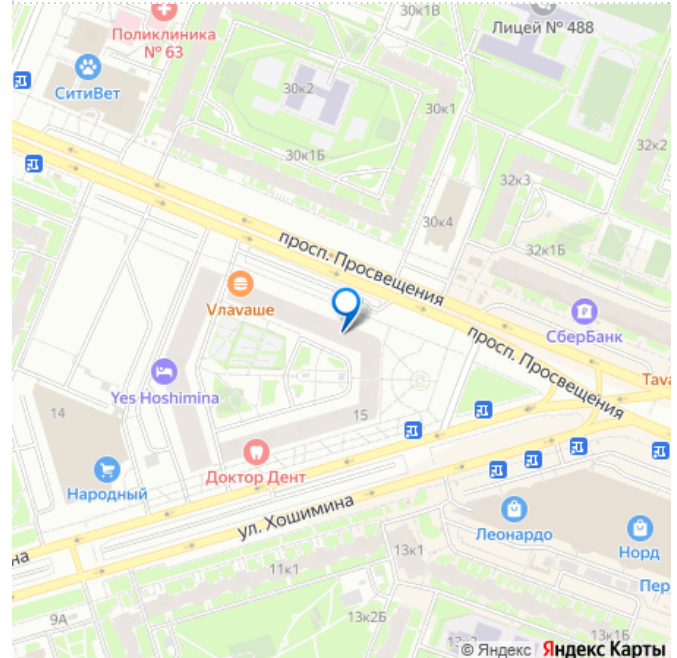 30к1В
Поликлиника
№ 63
Лицей № 488
СитиВет
30к2
30к1
32к2
30к1Б
32к3
30к4
просп. Просвещения
32к1Б
Vлаvаше
СберБанк
просп. Просвещения
Tava
Yes Hoshimina
14
15
Доктор Дент
Народный
ул. Хошимина
Леонардо
Норд
на
13к1
11к1
Пер
9А
13к2Б
13к1Б
© Яндекс Яндекс Карты